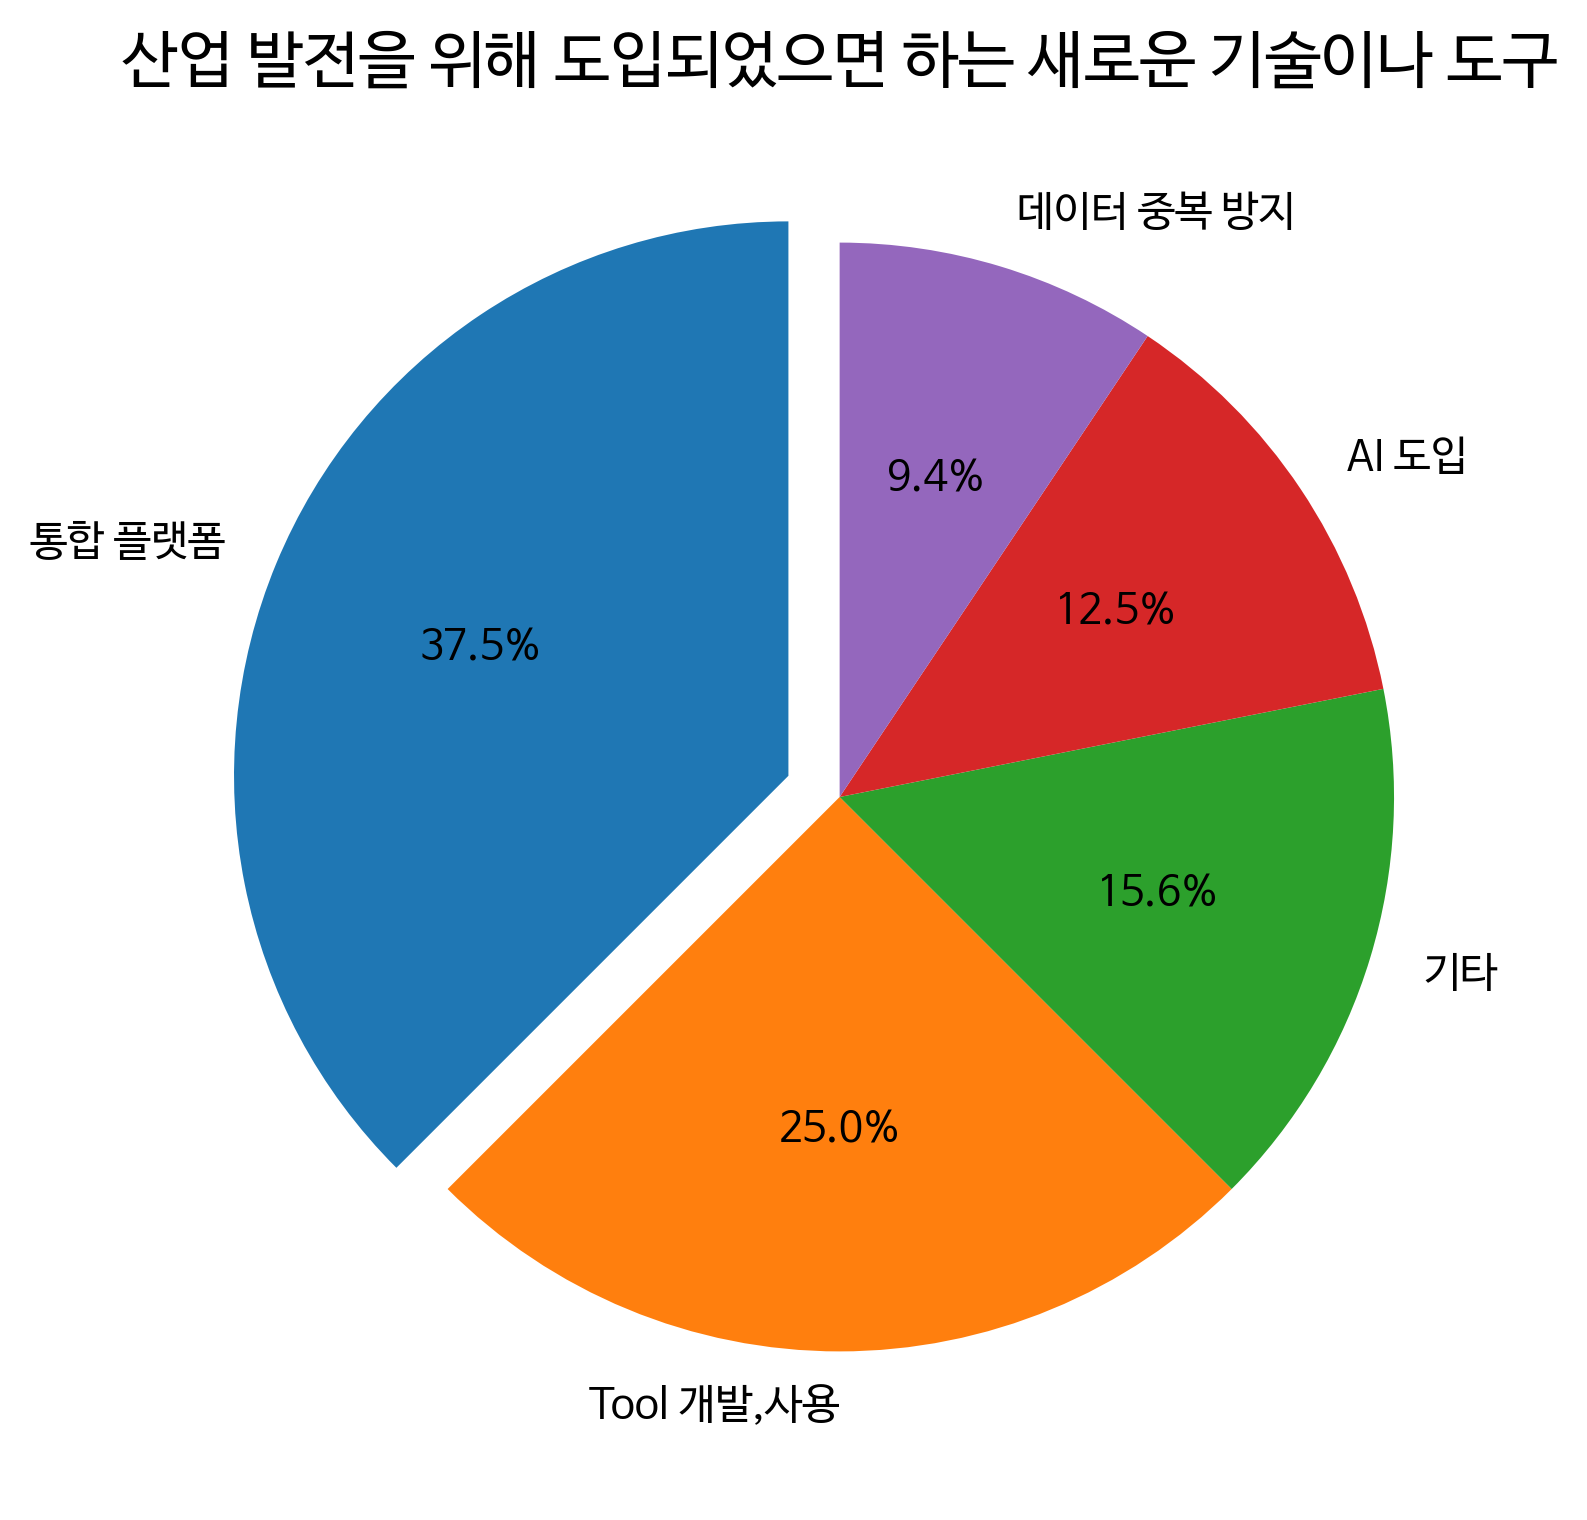 산업 발전을 위해 도입되었으면 하는 새로운 기술이나 도구
데이터 중복 방지
9.4%
AI 도입
12.5%
통합 플랫폼
37.5%
15.6%
기타
25.0%
Tool 개발,사용